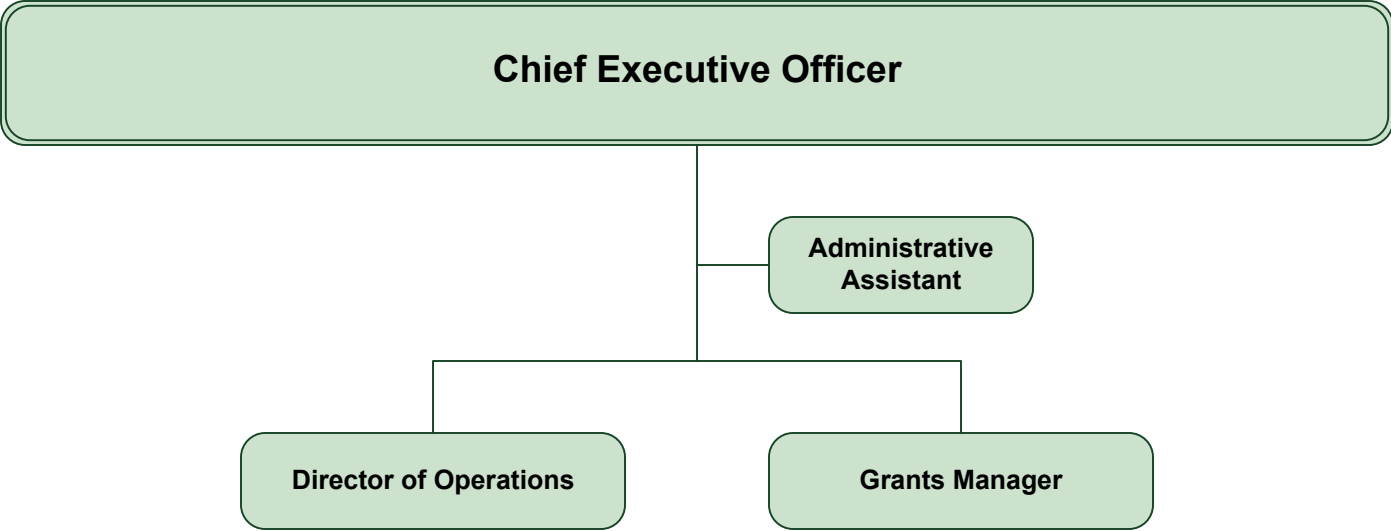 Chief Executive Officer
Administrative
Assistant
Director of Operations
Grants Manager